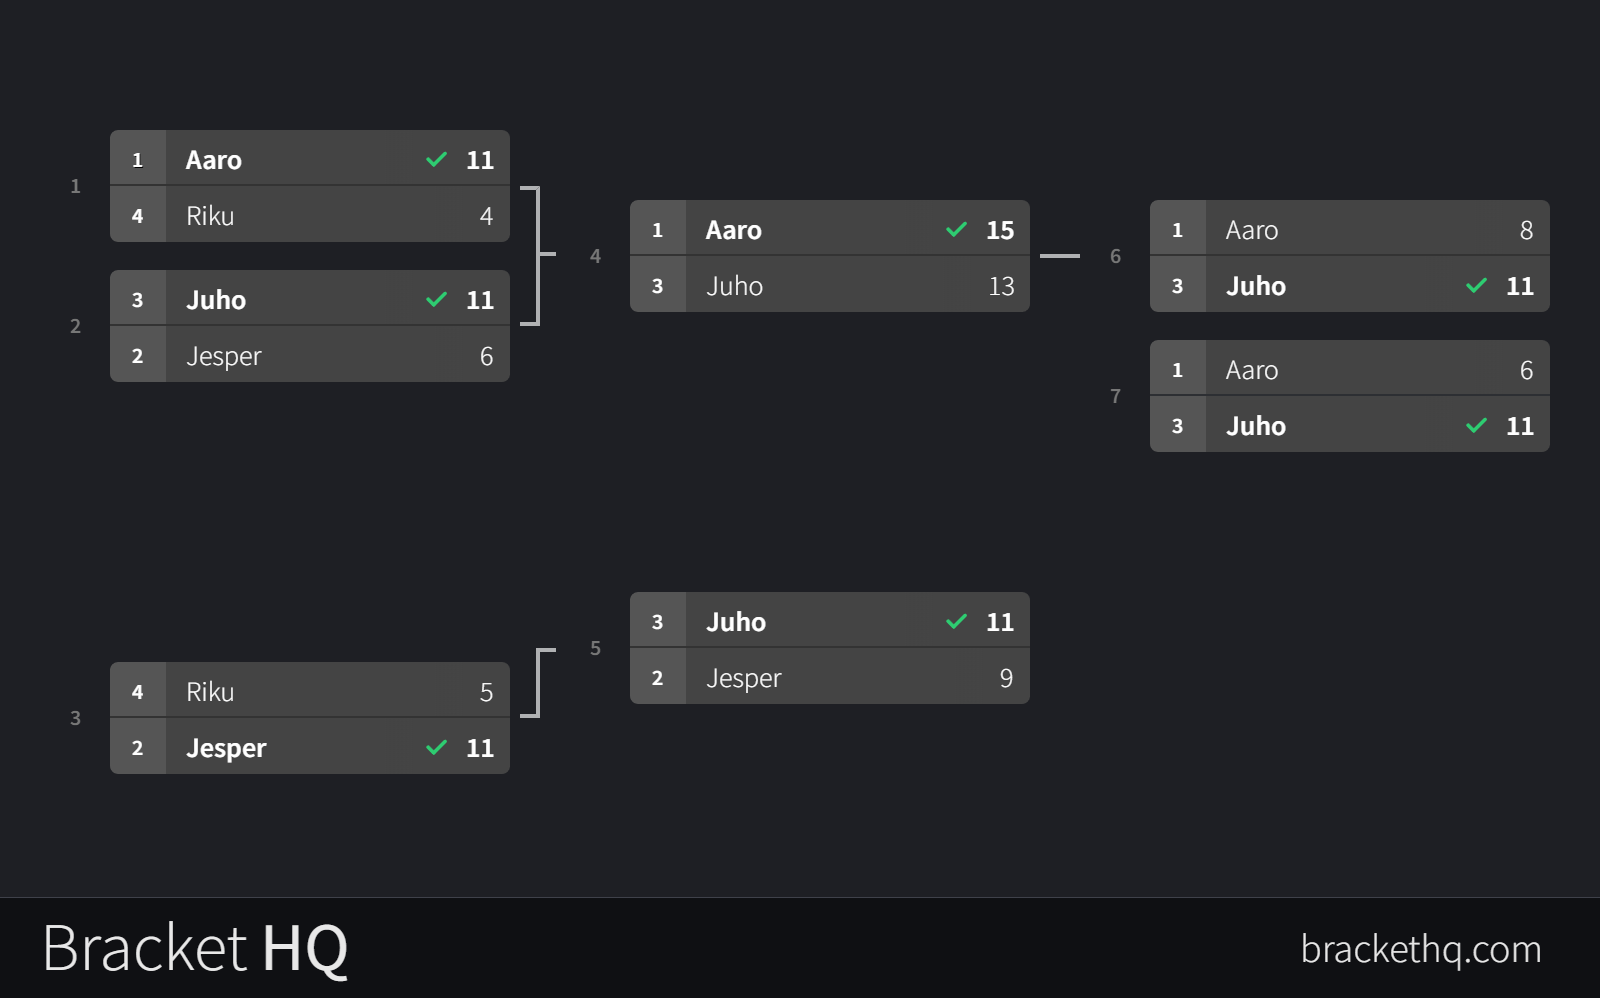 1
1 Aaro 11
4 Riku 4
2
3 Juho 11
2 Jesper 6
4
1 Aaro 15
3 Juho 13
6
1 Aaro 8
3 Juho 11
7
1 Aaro 6
3 Juho 11
3
4 Riku 5
2 Jesper 11
5
3 Juho 11
2 Jesper 9
Bracket HQ
brackethq.com